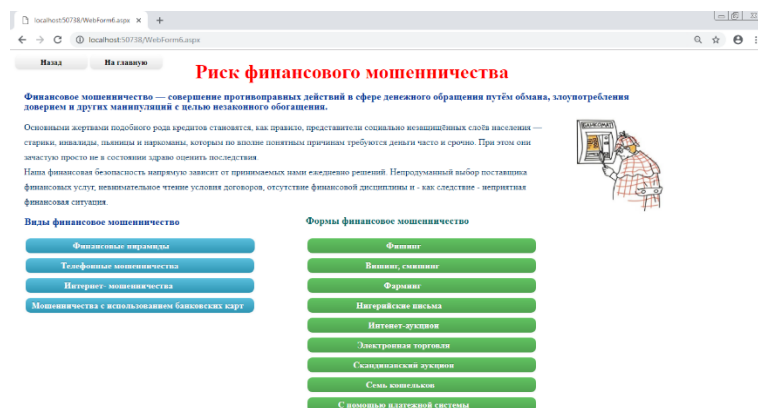 localhost:50738/WebForm6.aspx
localhost:50738/WebForm6.aspx
Назад На главную
Риск финансового мошенничества
Финансовое мошенничество — совершение противоправных действий в сфере денежного обращения путём обмана, злоупотребления
доверием и других манипуляций с целью незаконного обогащения.
Основными жертвами подобного рода кредитов становятся, как правило, представители социально незащищённых слоёв населения —
старики, инвалиды, пьяницы и наркоманы, которым по вполне понятным причинам требуются деньги часто и срочно. При этом они
зачастую просто не в состоянии здраво оценить последствия.
Наша финансовая безопасность напрямую зависит от принимаемых нами ежедневно решений. Непродуманный выбор поставщика
финансовых услуг, невнимательное чтение условия договоров, отсутствие финансовой дисциплины и - как следствие - неприятная
финансовая ситуация.
БАНКОМАТ
Виды финансовое мошенничество
Финансовые пирамиды
Телефонные мошенничества
Интернет- мошенничества
Мошенничества с использованием банковских карт
Формы финансовое мошенничество
Фишинг
Вишинг, смишинг
Фарминг
Нигерийские письма
Интенет-аукцион
Электронная торговля
Скандинавский аукцион
Семь кошельков
С помощью платежной системы